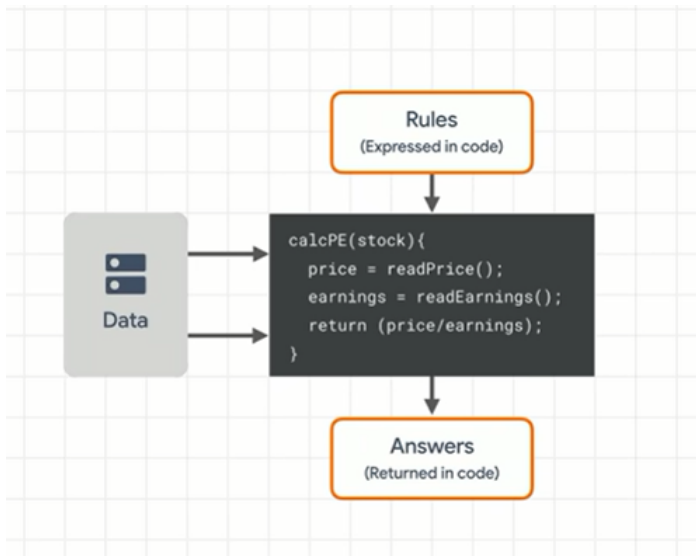 Rules
(Expressed in code)
Data
calcPE(stock){
price = readPrice();
earnings = readEarnings();
return (price/earnings);
}
Answers
(Returned in code)